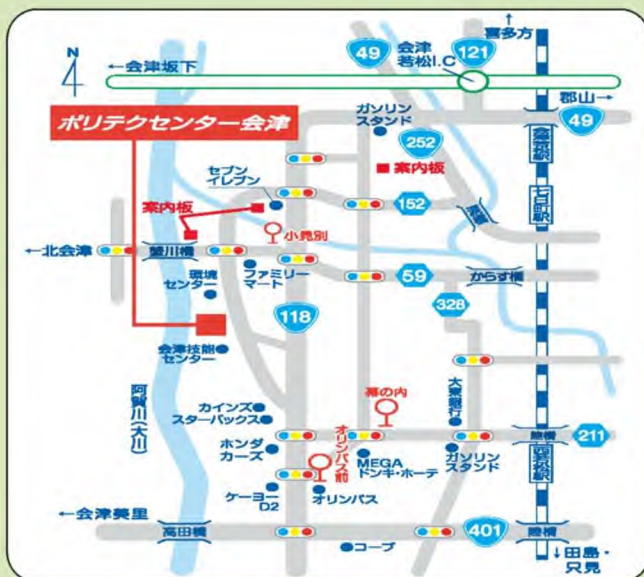 ↑
喜多方
49
会津
若松I.C
121
N
←会津坂下
郡山→
49
ポリテクセンター会津
ガソリン
スタンド
252
案内板
会津若松駅
セブン
イレブン
152
七日町駅
案内板
小見別
←北会津
蟹川橋
ファミリー
マート
59
からす橋
環境
センター
118
328
会津技能
センター
阿賀川(大川)
幕の内
大東銀行
カインズ
スターバックス
オリンパス前
陸橋
211
ホンダ
カーズ
MEGA
ドンキ・ホーテ
ガソリン
スタンド
西若松駅
ケーヨー
D2
オリンパス
←会津美里
高田橋
401
陸橋
コープ
↓田島・
只見